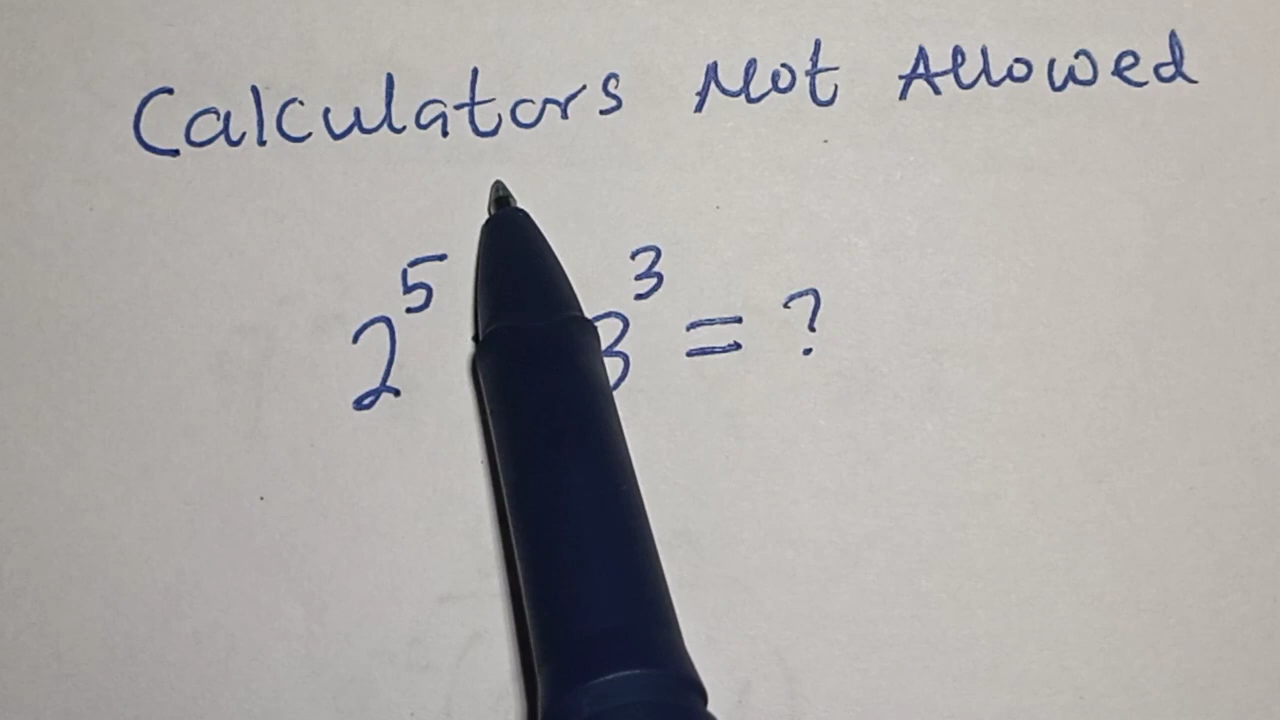 Calculators Not Allowed
2⁵ 3³ = ?